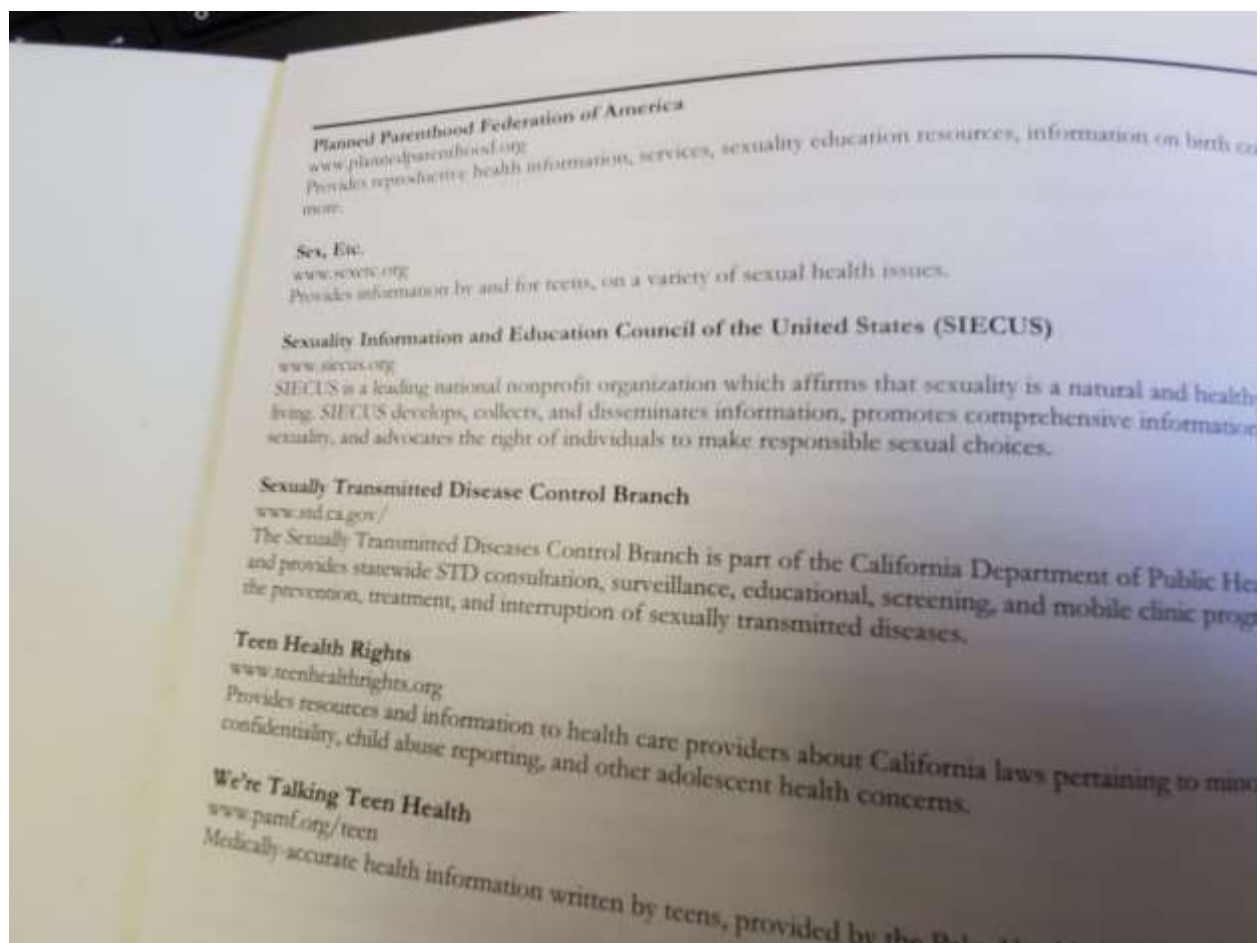 Planned Parenthood Federation of America
www.plannedparenthood.org
Provides reproductive health information, services, sexuality education resources, information on birth
more.
Sex, Etc.
www.sexetc.org
Provides information by and for teens, on a variety of sexual health issues.
Sexuality Information and Education Council of the United States (SIECUS)
www.siecus.org
SIECUS is a leading national nonprofit organization which affirms that sexuality is a natural and health
living. SIECUS develops, collects, and disseminates information, promotes comprehensive information
sexuality, and advocates the right of individuals to make responsible sexual choices.
Sexually Transmitted Disease Control Branch
www.std.ca.gov/
The Sexually Transmitted Diseases Control Branch is part of the California Department of Public Hea
and provides statewide STD consultation, surveillance, educational, screening, and mobile clinic progr
the prevention, treatment, and interruption of sexually transmitted diseases.
Teen Health Rights
www.teenhealthrights.org
Provides resources and information to health care providers about California laws pertaining to mino
confidentiality, child abuse reporting, and other adolescent health concerns.
We're Talking Teen Health
www.pamf.org/teen
Medically-accurate health information written by teens, provided by the